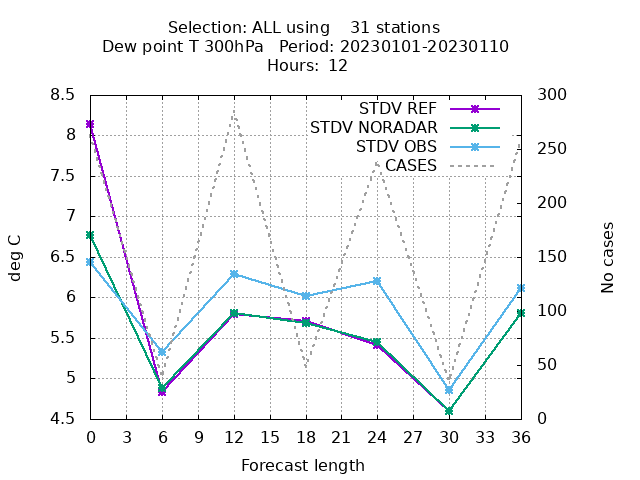 Selection: ALL using    31 stations
Dew point T 300hPa   Period: 20230101-20230110
Hours: 12
8.5
8
7.5
7
6.5
6
5.5
5
4.5
deg C
STDV REF
STDV NORADAR
STDV OBS
CASES
300
250
200
150
100
50
0
No cases
0 3 6 9 12 15 18 21 24 27 30 33 36
Forecast length